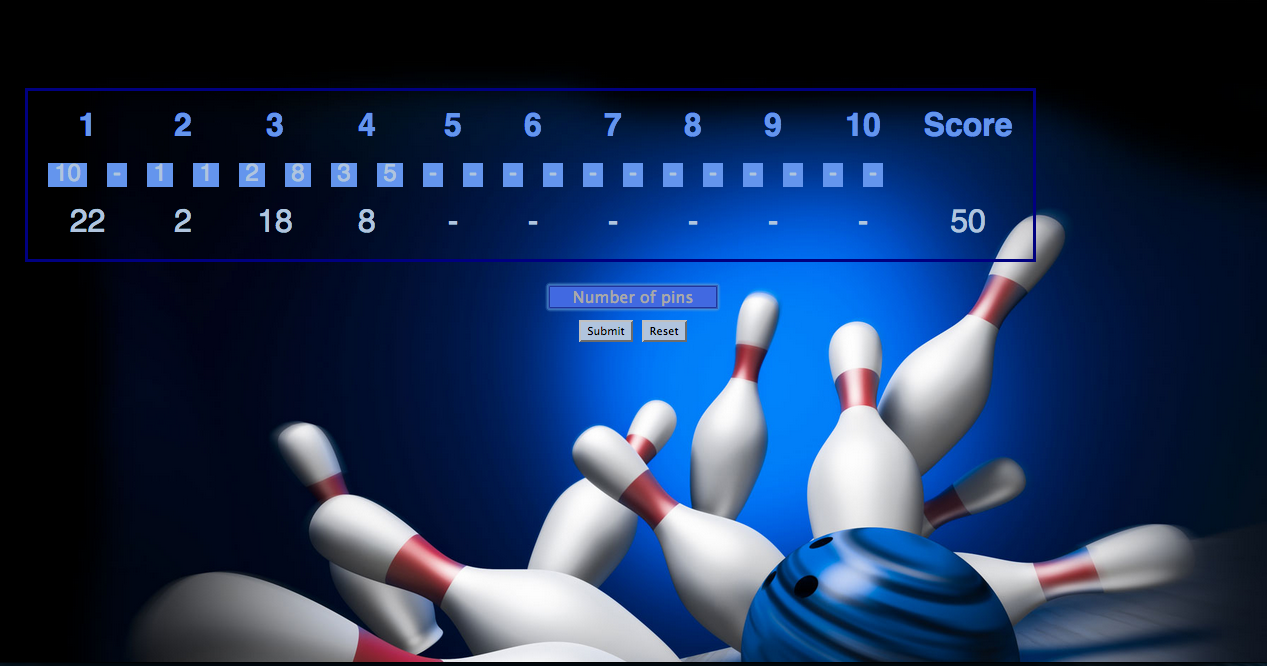 1 2 3 4 5 6 7 8 9 10 Score
10 - 1 1 2 8 3 5 - - - - - - - - - - - -
22 2 18 8 - - - - - - 50
Number of pins
Submit Reset